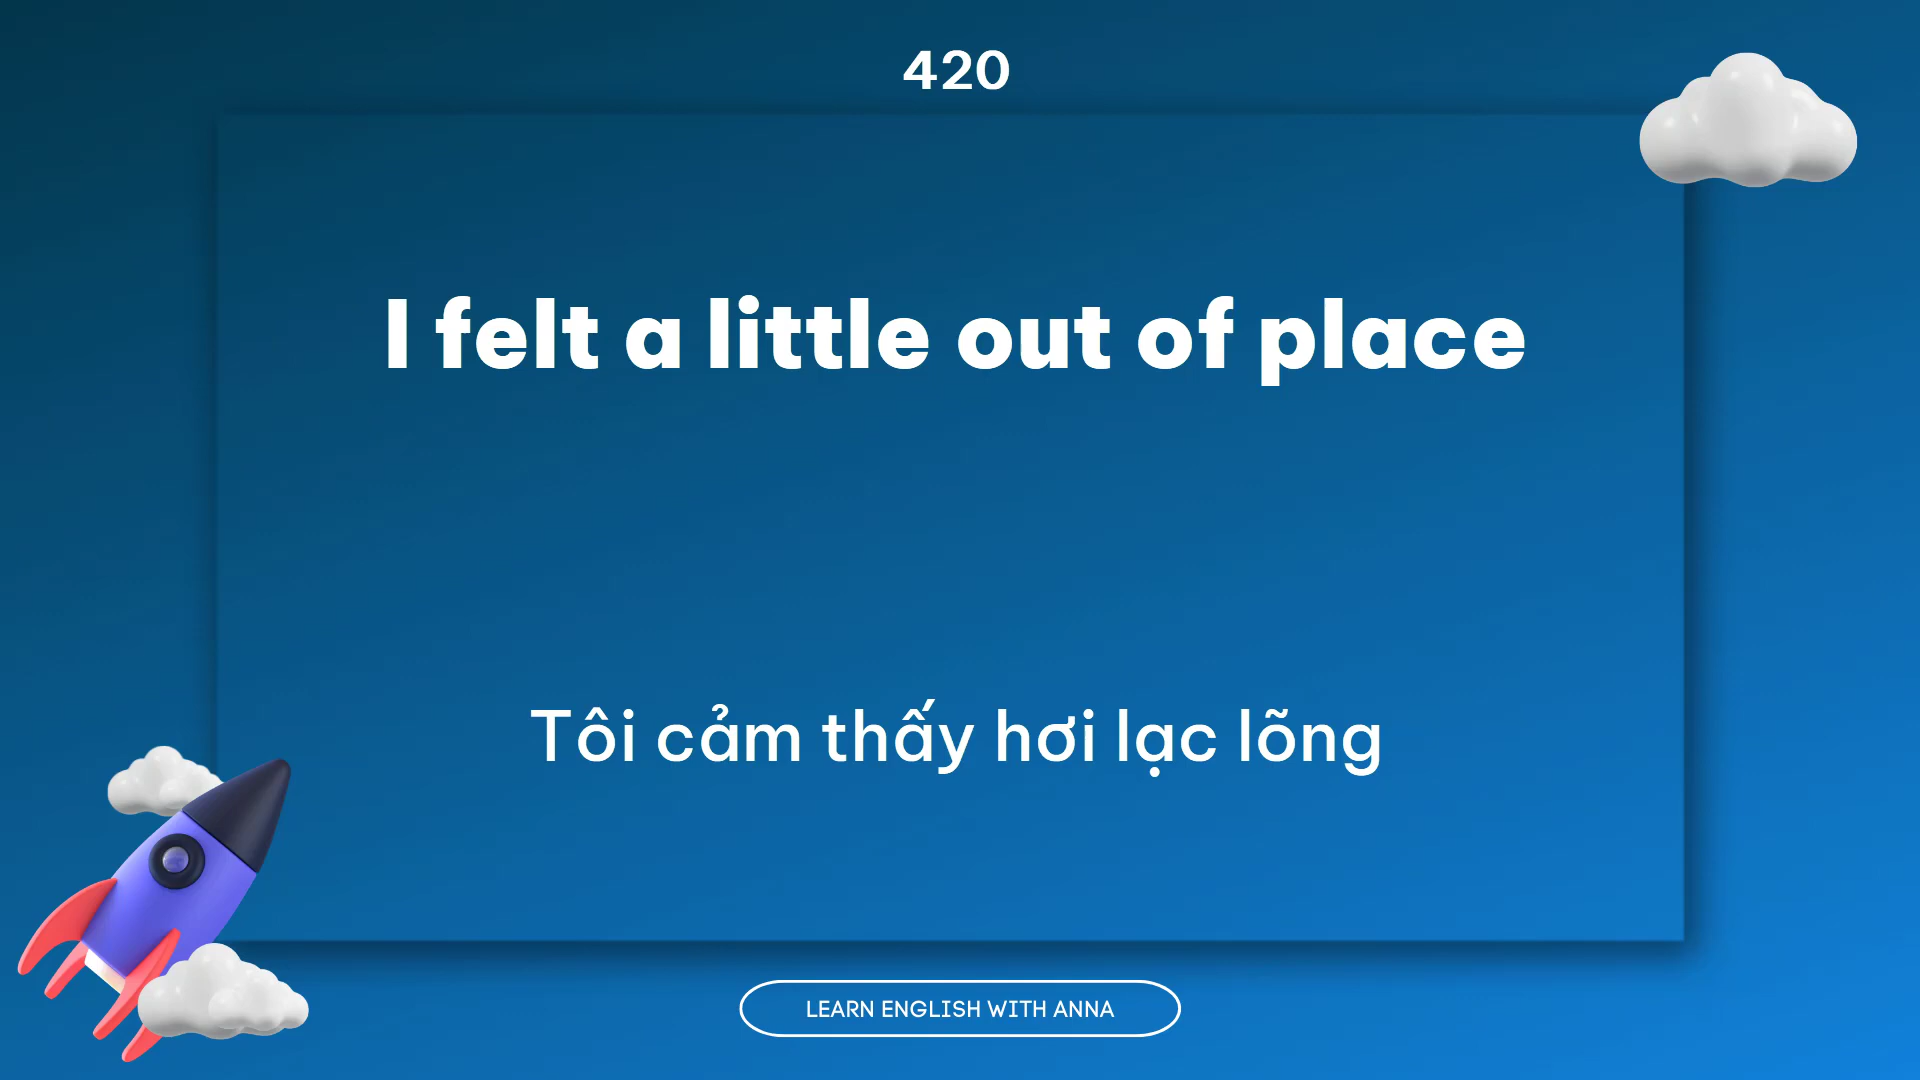 420
I felt a little out of place
Tôi cảm thấy hơi lạc lõng
LEARN ENGLISH WITH ANNA